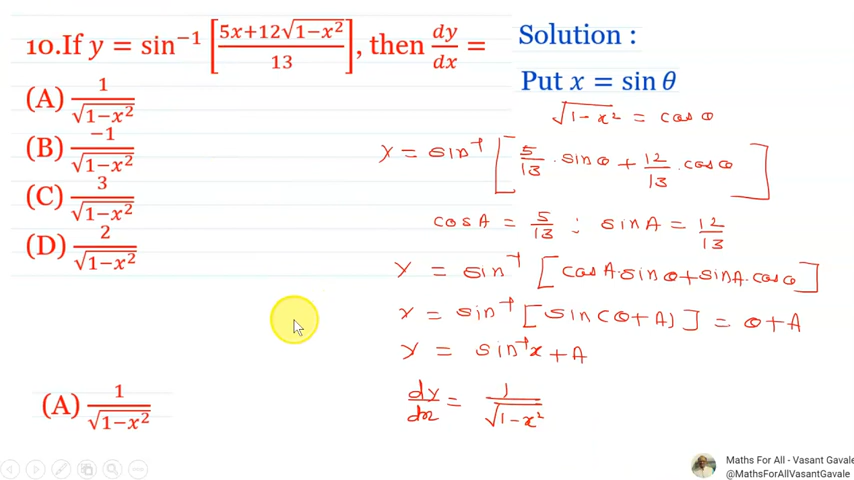 10.If y = sin⁻¹ [(5x+12√(1−x²))/13], then dy/dx =
(A) 1/√(1−x²)
(B) −1/√(1−x²)
(C) 3/√(1−x²)
(D) 2/√(1−x²)
(A) 1/√(1−x²)
Solution :
Put x = sin θ
√(1−x²) = cos θ
y = sin⁻¹ [5/13 · sin θ + 12/13 · cos θ]
cos A = 5/13 ; sin A = 12/13
y = sin⁻¹ [cos A · sin θ + sin A · cos θ]
y = sin⁻¹ [sin(θ + A)] = θ + A
y = sin⁻¹ x + A
dy/dx = 1/√(1−x²)
Maths For All - Vasant Gavale
@MathsForAllVasantGavale